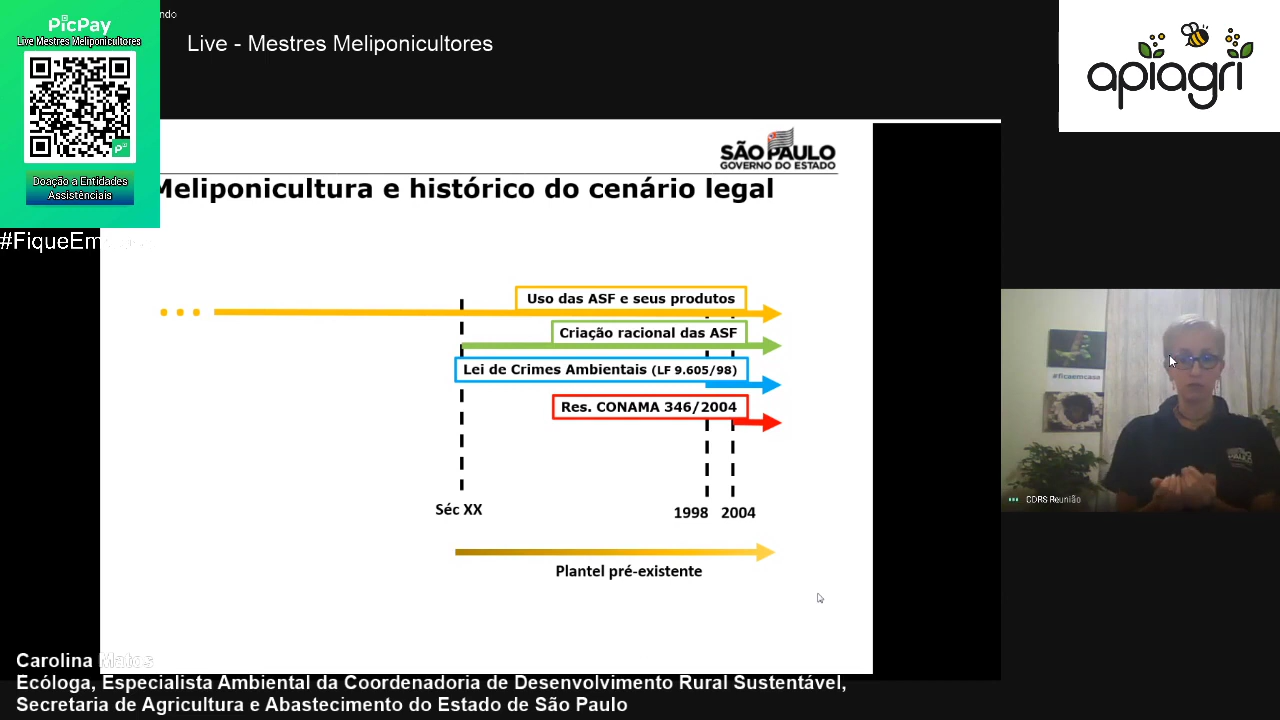 PicPay
Live Mestres Meliponicultores
Doação a Entidades
Assistênciais
#FiqueEm
Live - Mestres Meliponicultores
apiagri
SÃO PAULO
GOVERNO DO ESTADO
Meliponicultura e histórico do cenário legal
Uso das ASF e seus produtos
Criação racional das ASF
Lei de Crimes Ambientais (LF 9.605/98)
Res. CONAMA 346/2004
Séc XX
1998
2004
Plantel pré-existente
#ficaemcasa
CDRS Reunião
Carolina Matos
Ecóloga, Especialista Ambiental da Coordenadoria de Desenvolvimento Rural Sustentável,
Secretaria de Agricultura e Abastecimento do Estado de São Paulo